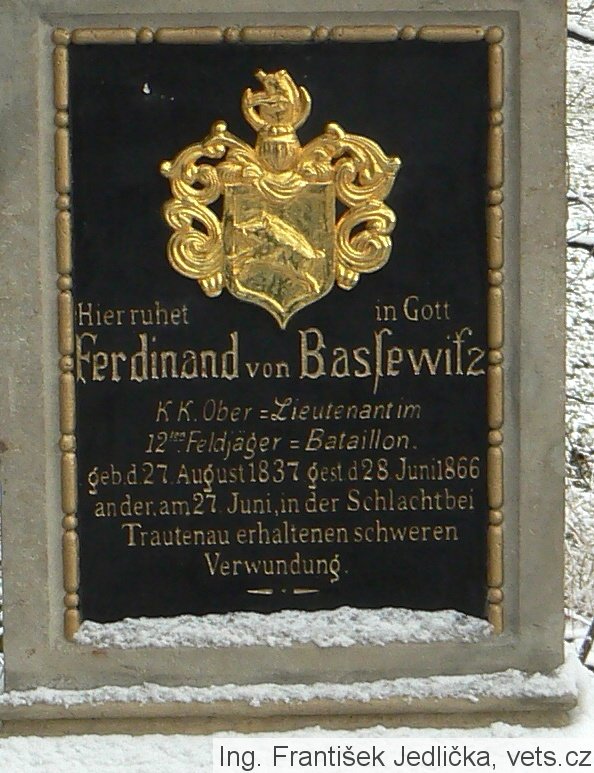 Hier ruhet in Gott
Ferdinand von Bassewitz
K K. Ober = Lieutenant im
12ten Feldjäger = Bataillon.
geb. d. 27. August 1837 gest. d 28. Juni 1866
an der, am 27. Juni, in der Schlacht bei
Trautenau erhaltenen schweren
Verwundung.
Ing. František Jedlička, vets.cz